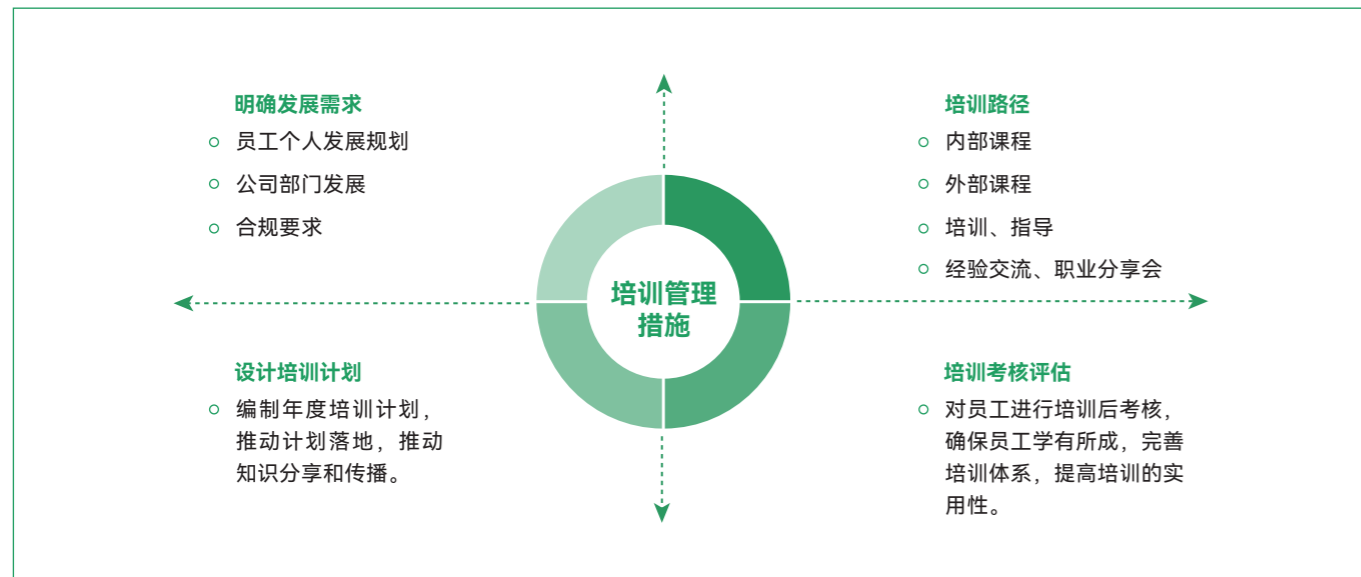 明确发展需求
员工个人发展规划
公司部门发展
合规要求
培训路径
内部课程
外部课程
培训、指导
经验交流、职业分享会
培训管理
措施
设计培训计划
编制年度培训计划，
推动计划落地，推动
知识分享和传播。
培训考核评估
对员工进行培训后考核，
确保员工学有所成，完善
培训体系，提高培训的实
用性。